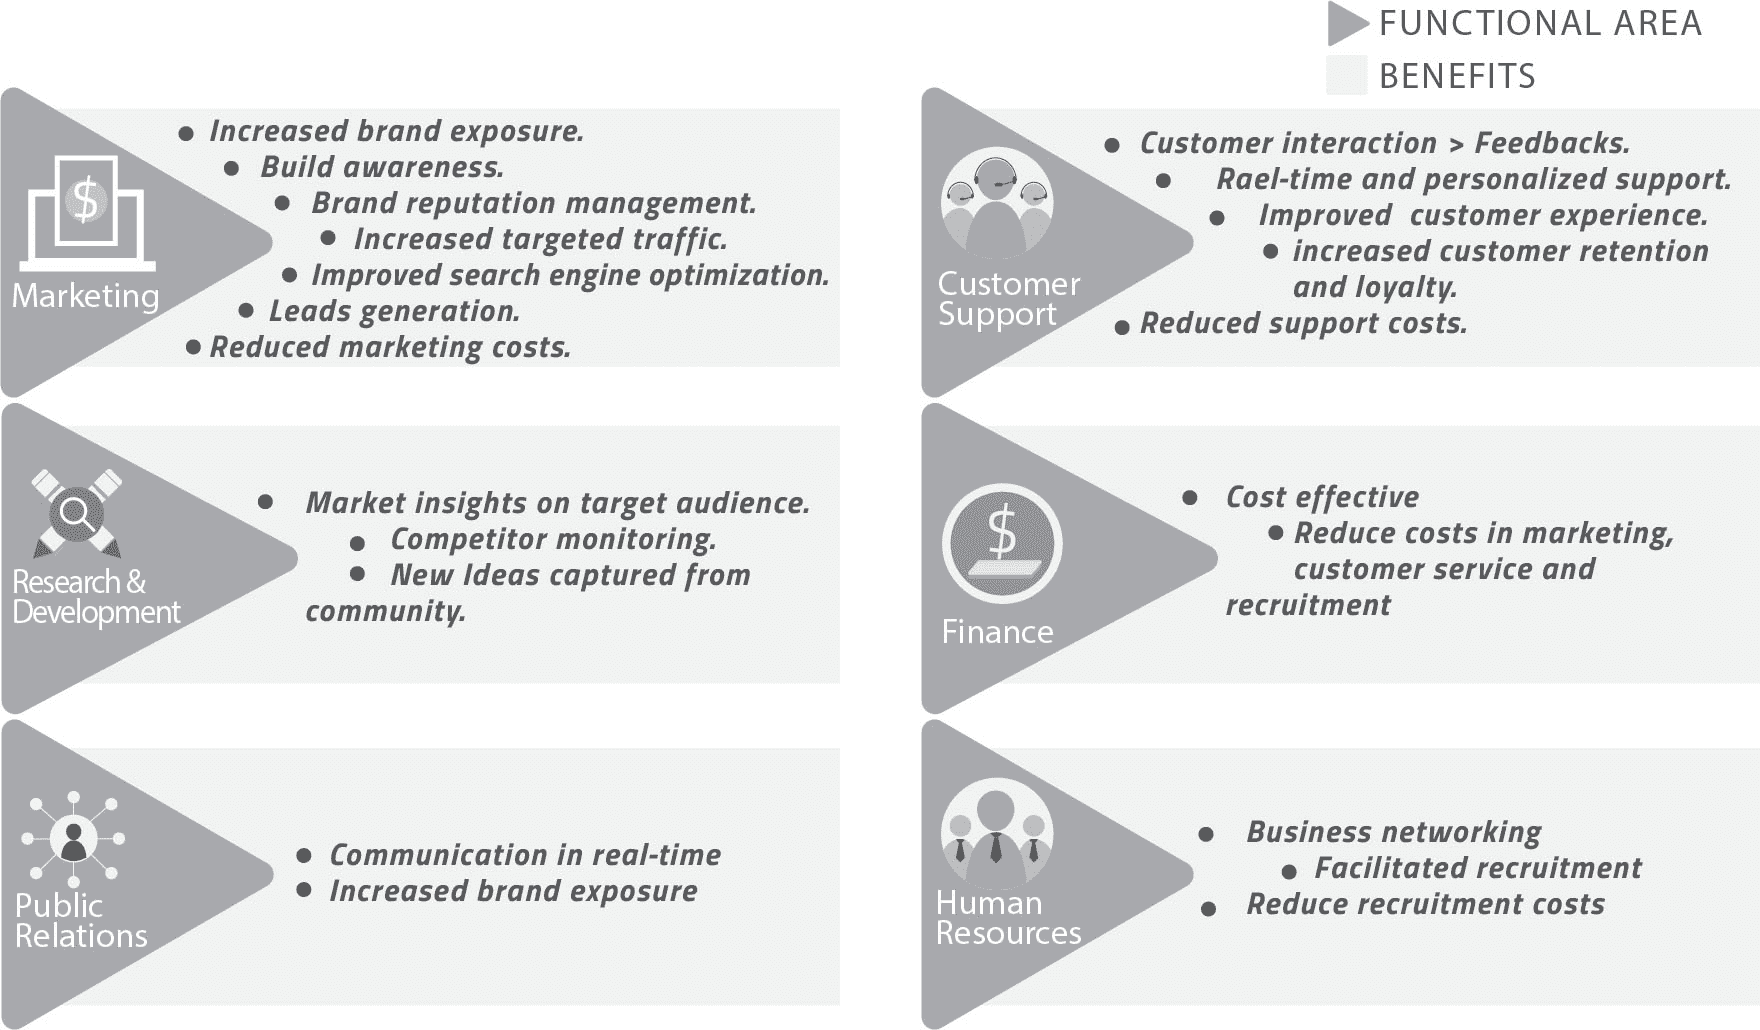 FUNCTIONAL AREA
BENEFITS
Marketing
• Increased brand exposure.
• Build awareness.
• Brand reputation management.
• Increased targeted traffic.
• Improved search engine optimization.
• Leads generation.
• Reduced marketing costs.
Customer
Support
• Customer interaction > Feedbacks.
• Rael-time and personalized support.
• Improved customer experience.
• increased customer retention
and loyalty.
• Reduced support costs.
Research &
Development
• Market insights on target audience.
• Competitor monitoring.
• New Ideas captured from
community.
Finance
• Cost effective
• Reduce costs in marketing,
customer service and
recruitment
Public
Relations
• Communication in real-time
• Increased brand exposure
Human
Resources
• Business networking
• Facilitated recruitment
• Reduce recruitment costs